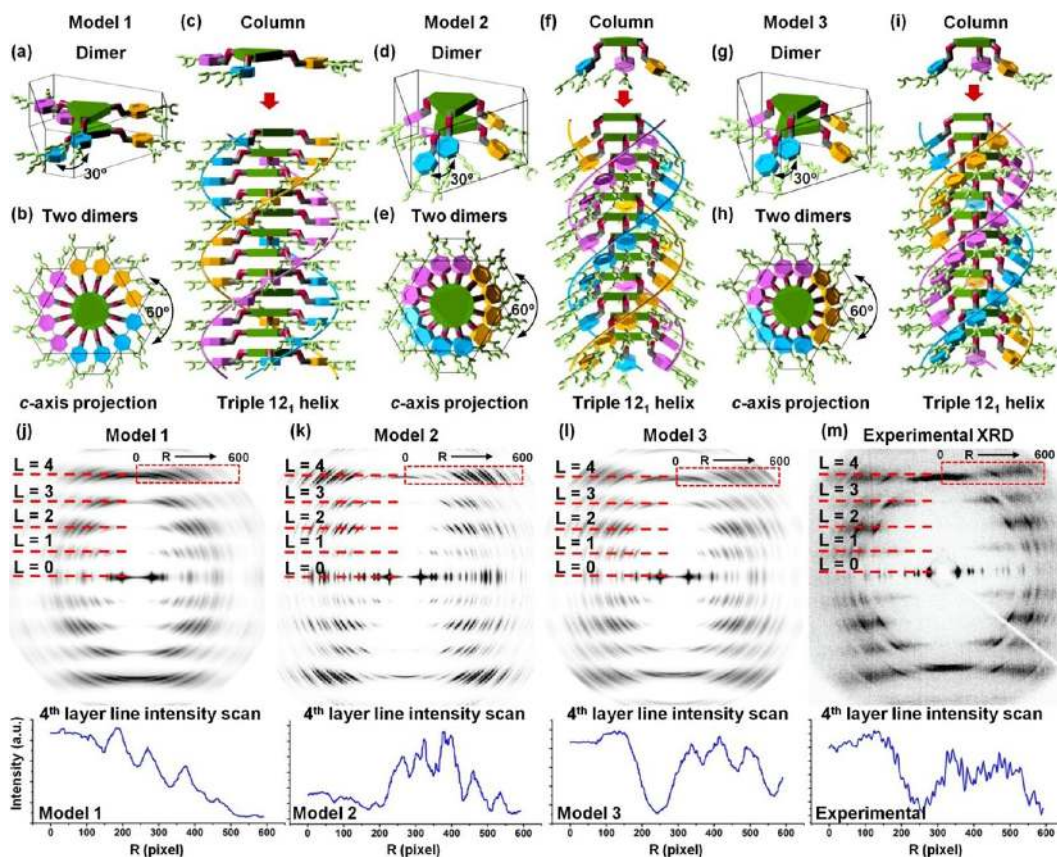 Model 1
(a)
Dimer
30°
(b)
Two dimers
60°
c-axis projection
(c)
Column
Triple 12₁ helix
Model 2
(d)
Dimer
30°
(e)
Two dimers
60°
c-axis projection
(f)
Column
Triple 12₁ helix
Model 3
(g)
Dimer
30°
(h)
Two dimers
60°
c-axis projection
(i)
Column
Triple 12₁ helix
(j)
Model 1
0 R 600
L = 4
L = 3
L = 2
L = 1
L = 0
(k)
Model 2
0 R 600
L = 4
L = 3
L = 2
L = 1
L = 0
(l)
Model 3
0 R 600
L = 4
L = 3
L = 2
L = 1
L = 0
(m)
Experimental XRD
0 R 600
L = 4
L = 3
L = 2
L = 1
L = 0
4th layer line intensity scan
Intensity (a.u.)
Model 1
0 100 200 300 400 500 600
R (pixel)
4th layer line intensity scan
Model 2
0 100 200 300 400 500 600
R (pixel)
4th layer line intensity scan
Model 3
0 100 200 300 400 500 600
R (pixel)
4th layer line intensity scan
Experimental
0 100 200 300 400 500 600
R (pixel)